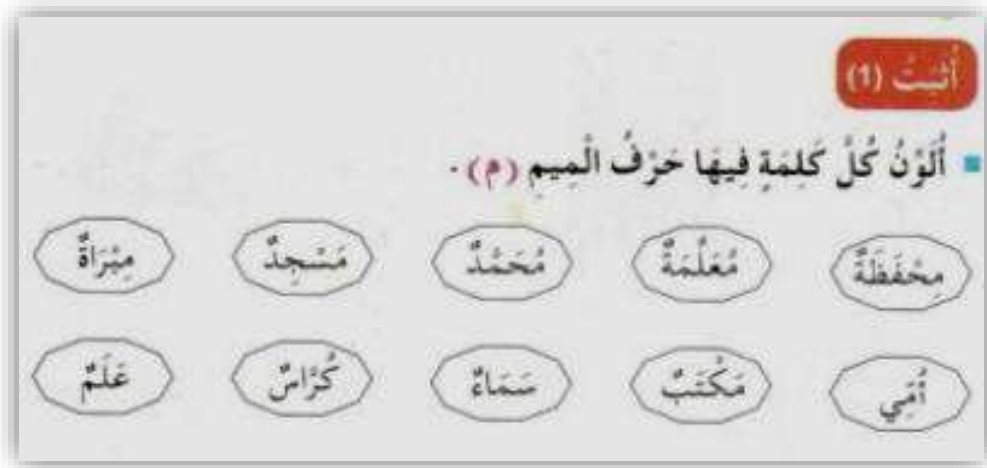 أُثَبِّتُ (1)
أُلَوِّنُ كُلَّ كَلِمَةٍ فِيهَا حَرْفُ الْمِيمِ (م).
مِحْفَظَةٌ مُعَلِّمَةٌ مُحَمَّدٌ مَسْجِدٌ مِبْرَاةٌ
أُمِّي مَكْتَبٌ سَمَاءٌ كُرَّاسٌ عَلَمٌ